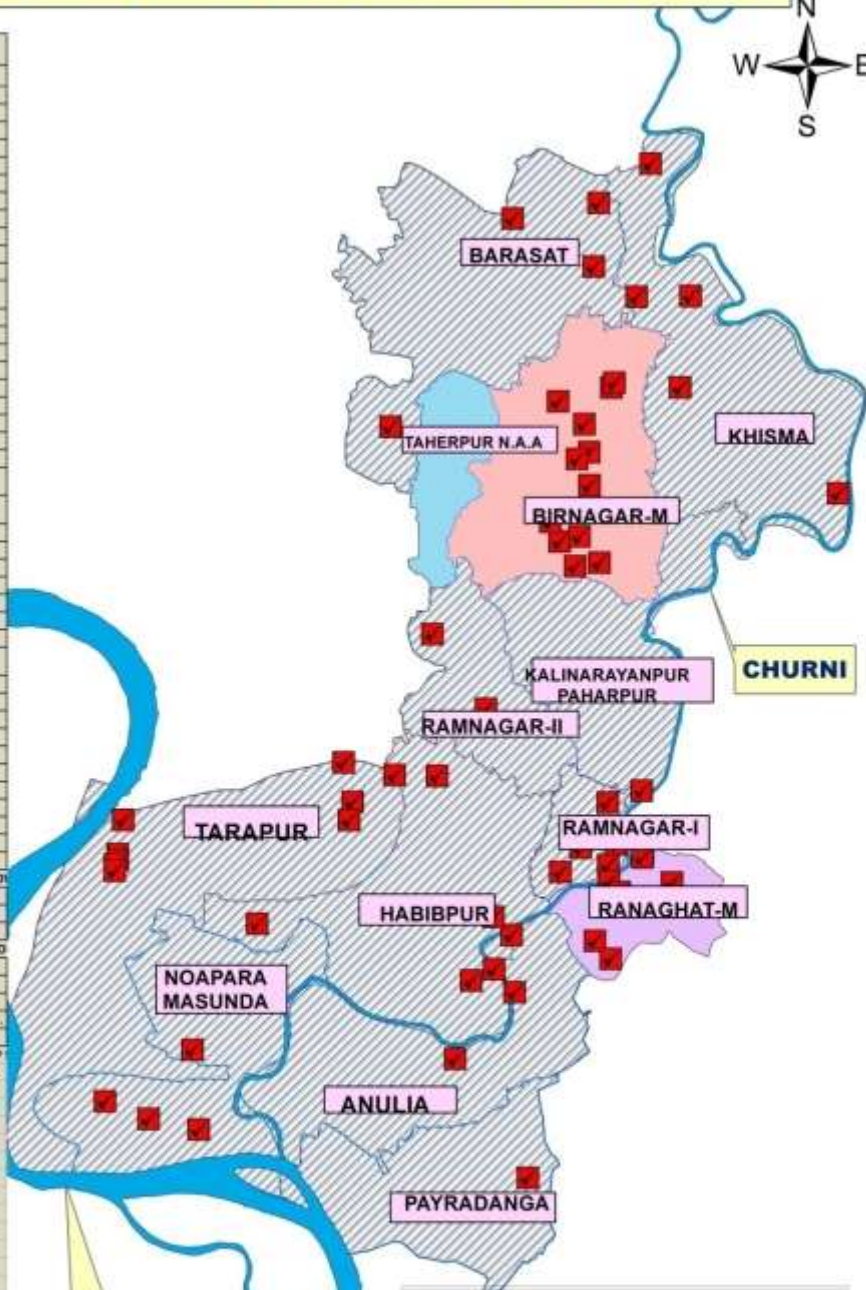 N
W E
S
BARASAT
TAHERPUR N.A.A
KHISMA
BIRNAGAR-M
KALINARAYANPUR
PAHARPUR
CHURNI
RAMNAGAR-II
TARAPUR
RAMNAGAR-I
HABIBPUR
RANAGHAT-M
NOAPARA
MASUNDA
ANULIA
PAYRADANGA